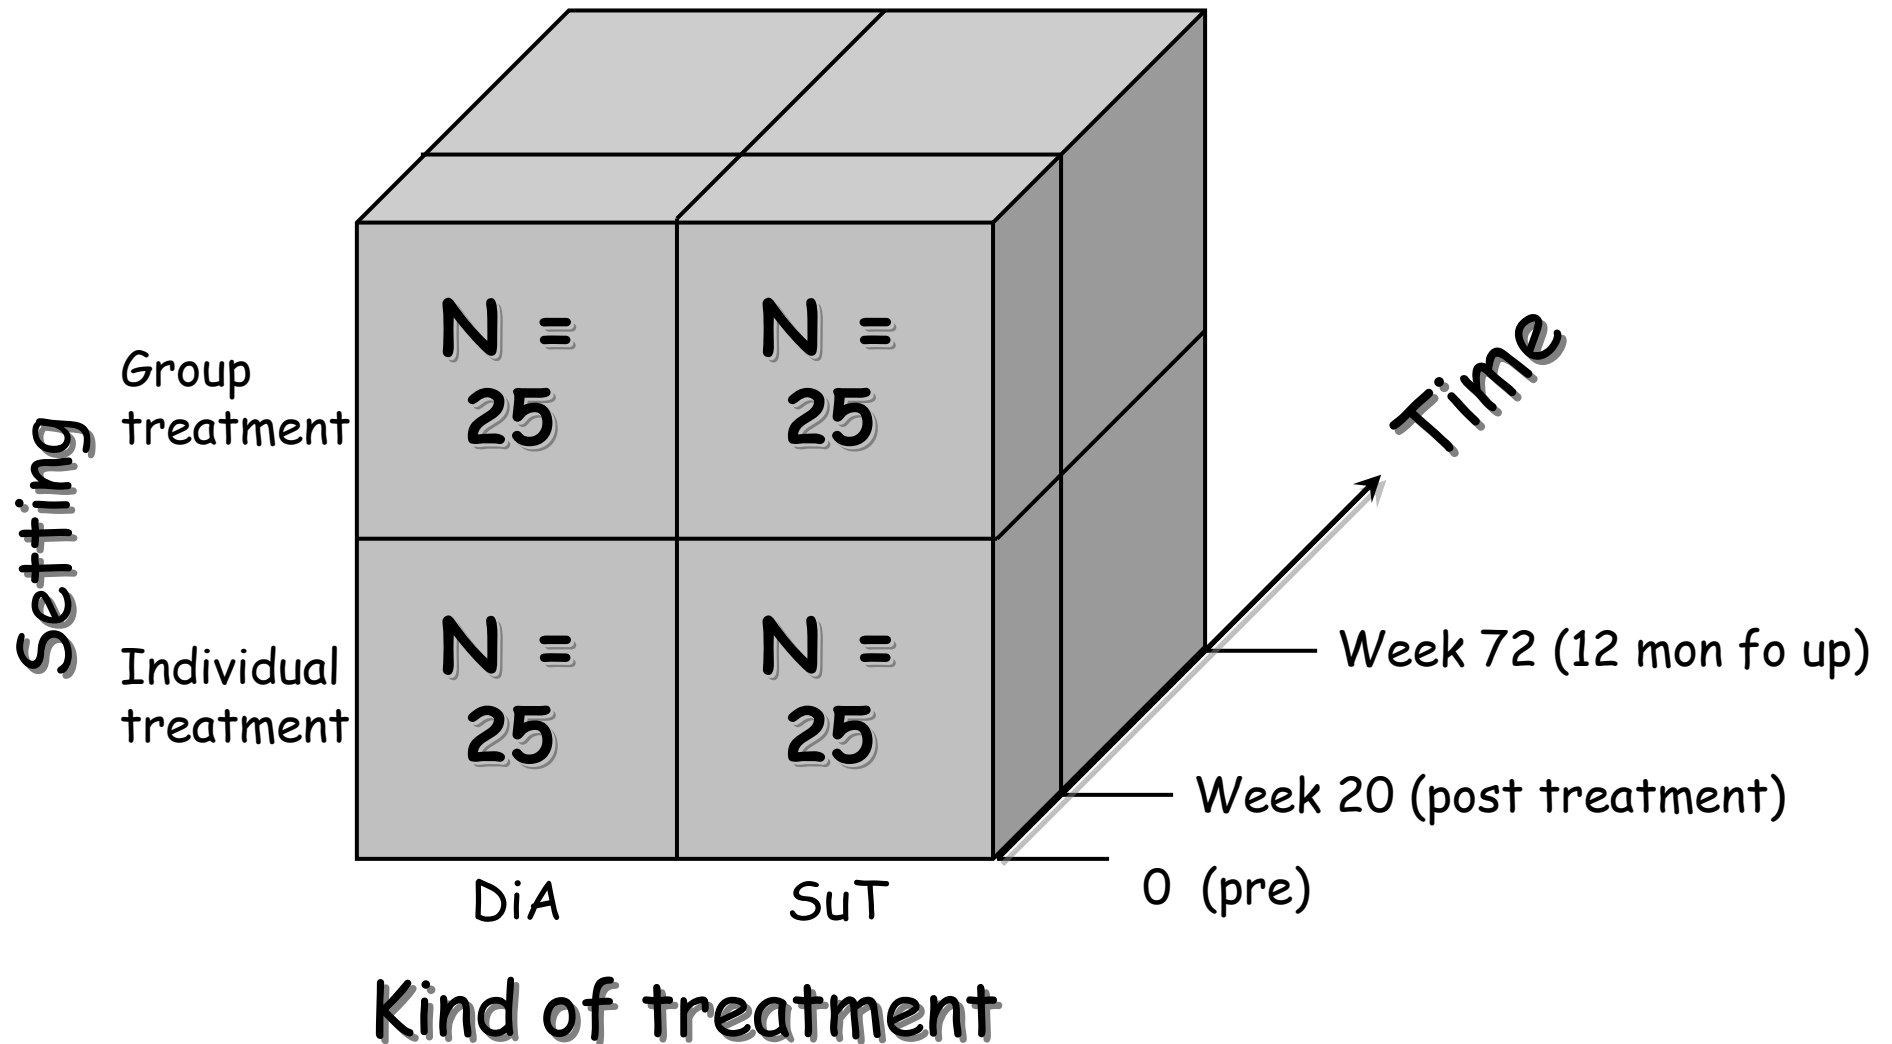 Setting
Group
treatment
Individual
treatment
N =
25
N =
25
N =
25
N =
25
DiA
SuT
Kind of treatment
Time
Week 72 (12 mon fo up)
Week 20 (post treatment)
0 (pre)